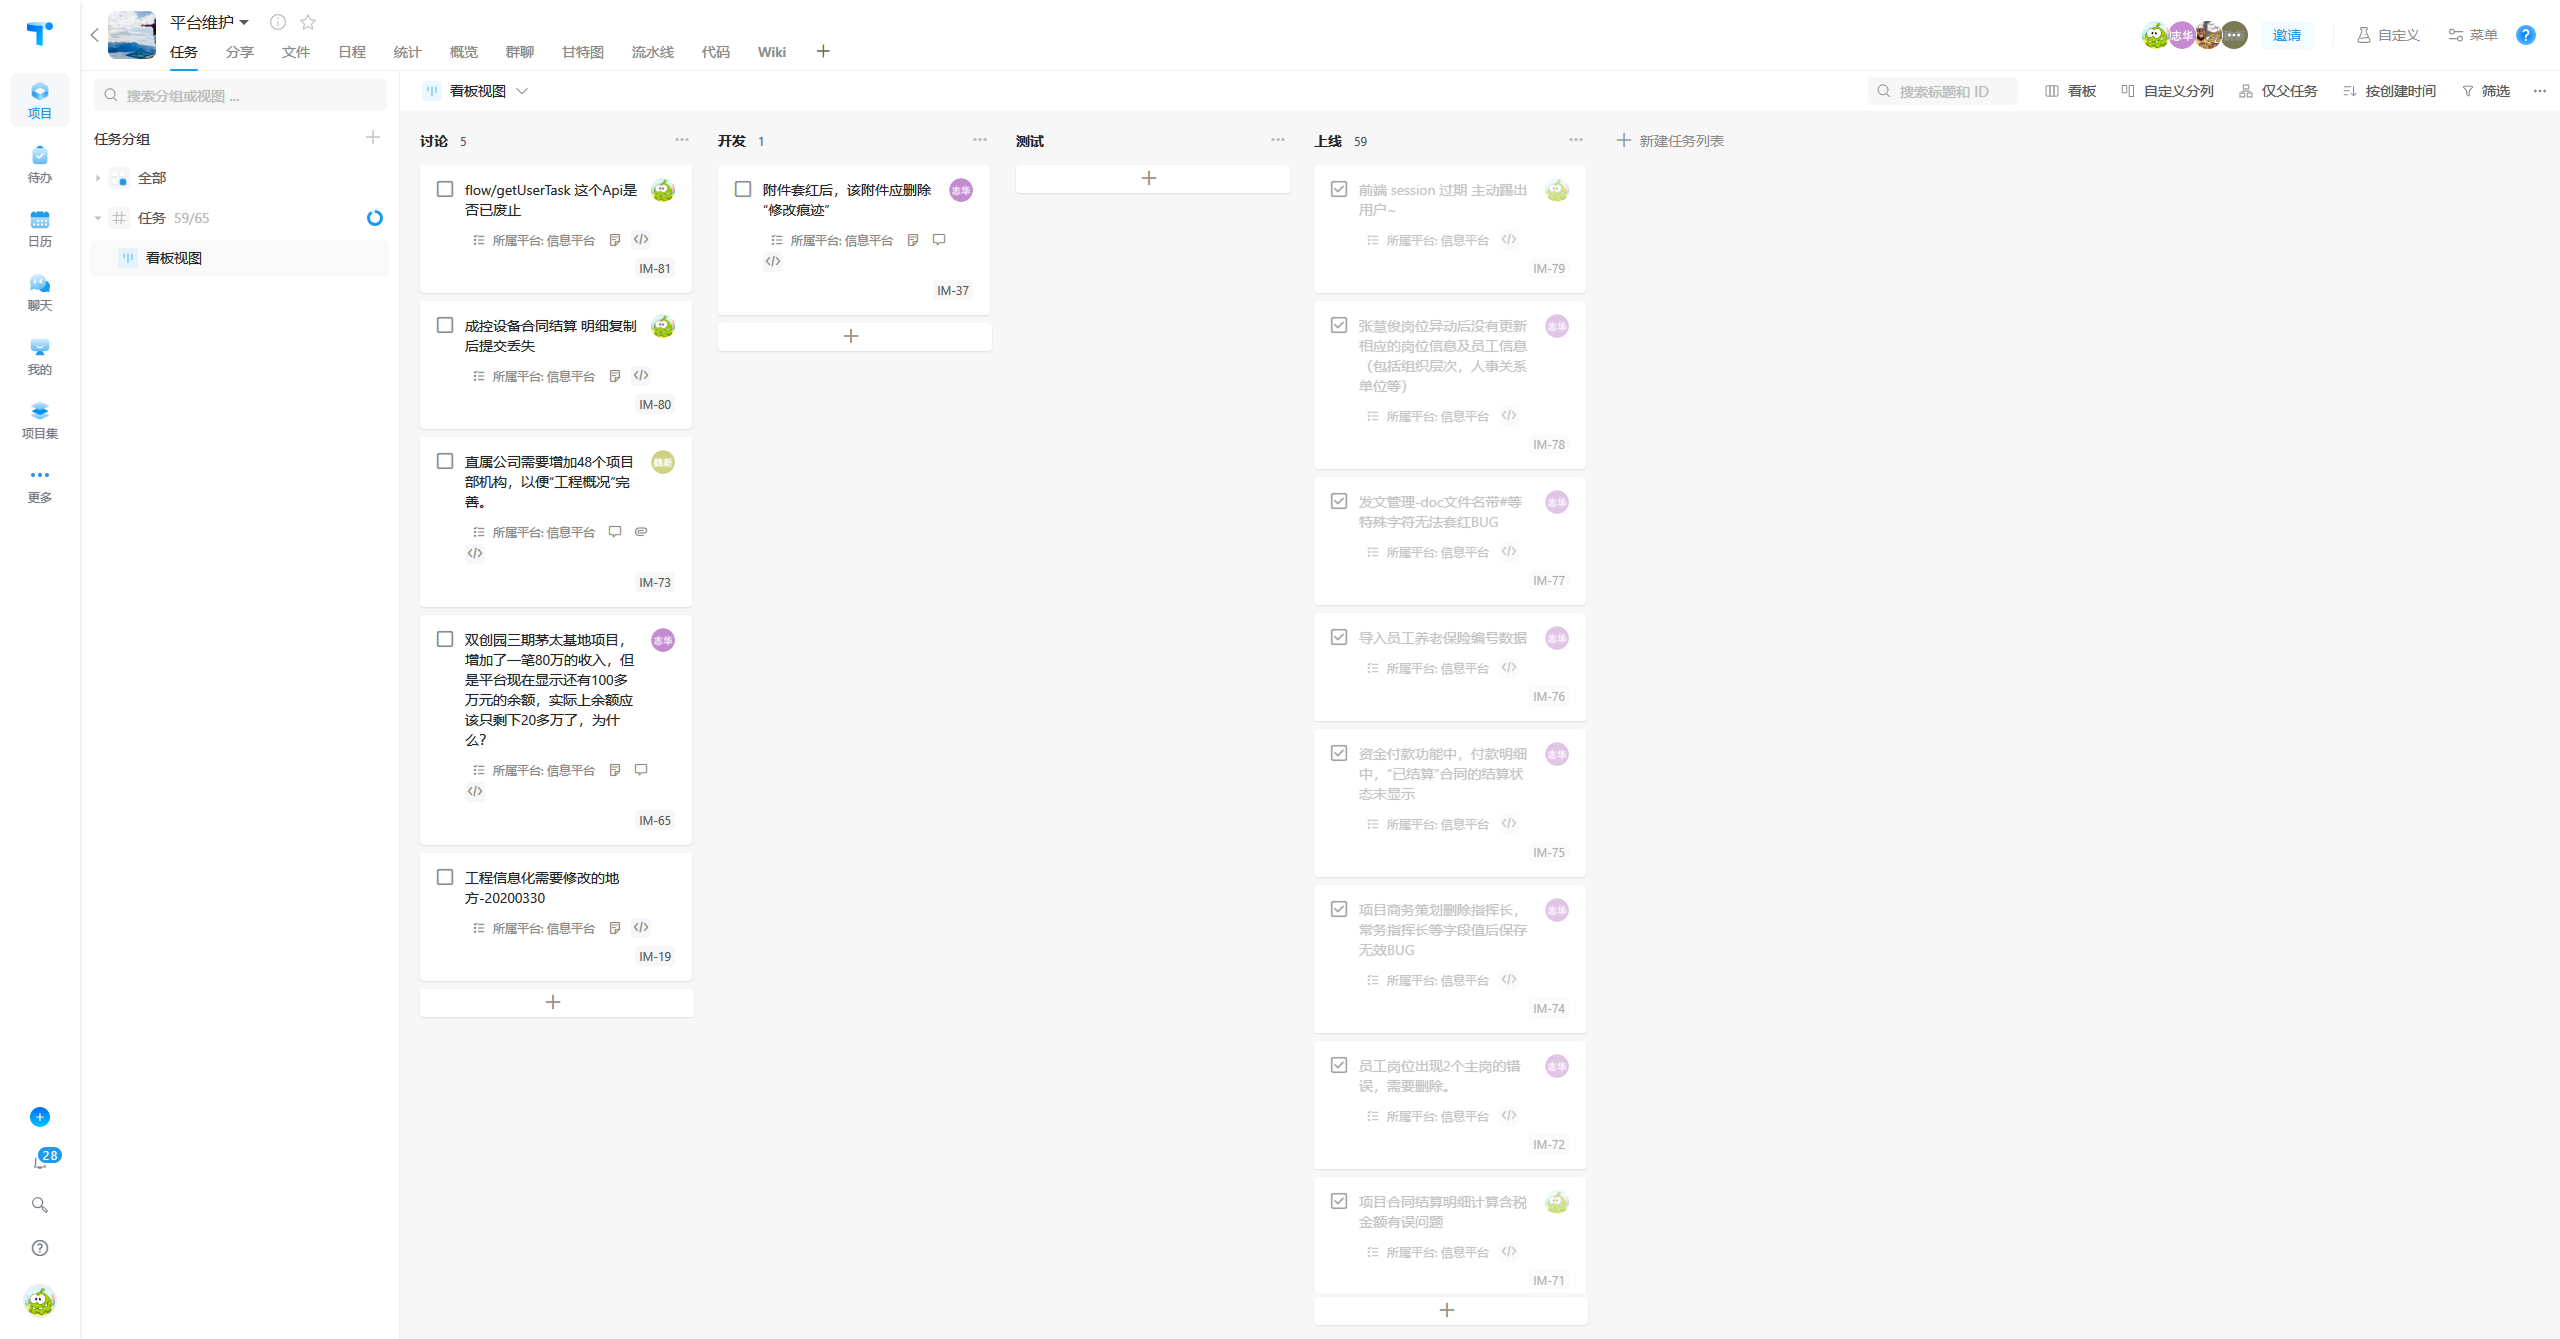 平台维护
任务 分享 文件 日程 统计 概览 群聊 甘特图 流水线 代码 Wiki
志华
邀请
自定义
菜单
项目
待办
日历
聊天
我的
项目集
更多
28
搜索分组或视图 ...
任务分组
全部
任务 59/65
看板视图
看板视图
搜索标题和 ID
看板
自定义分列
仅父任务
按创建时间
筛选
讨论 5
flow/getUserTask 这个Api是
否已废止
所属平台: 信息平台
IM-81
成控设备合同结算 明细复制
后提交丢失
所属平台: 信息平台
IM-80
直属公司需要增加48个项目
部机构，以便“工程概况”完
善。
所属平台: 信息平台
IM-73
双创园三期茅太基地项目，
志华
增加了一笔80万的收入，但
是平台现在显示还有100多
万元的余额，实际上余额应
该只剩下20多万了，为什
么?
所属平台: 信息平台
IM-65
工程信息化需要修改的地
方-20200330
所属平台: 信息平台
IM-19
开发 1
附件套红后，该附件应删除
志华
“修改痕迹”
所属平台: 信息平台
IM-37
测试
上线 59
前端 session 过期 主动踢出
用户~
所属平台: 信息平台
IM-79
张慧俊岗位异动后没有更新
志华
相应的岗位信息及员工信息
（包括组织层次，人事关系
单位等）
所属平台: 信息平台
IM-78
发文管理-doc文件名带#等
志华
特殊字符无法套红BUG
所属平台: 信息平台
IM-77
导入员工养老保险编号数据
志华
所属平台: 信息平台
IM-76
资金付款功能中，付款明细
志华
中，“已结算”合同的结算状
态未显示
所属平台: 信息平台
IM-75
项目商务策划删除指挥长，
志华
常务指挥长等字段值后保存
无效BUG
所属平台: 信息平台
IM-74
员工岗位出现2个主岗的错
志华
误，需要删除。
所属平台: 信息平台
IM-72
项目合同结算明细计算含税
金额有误问题
所属平台: 信息平台
IM-71
新建任务列表